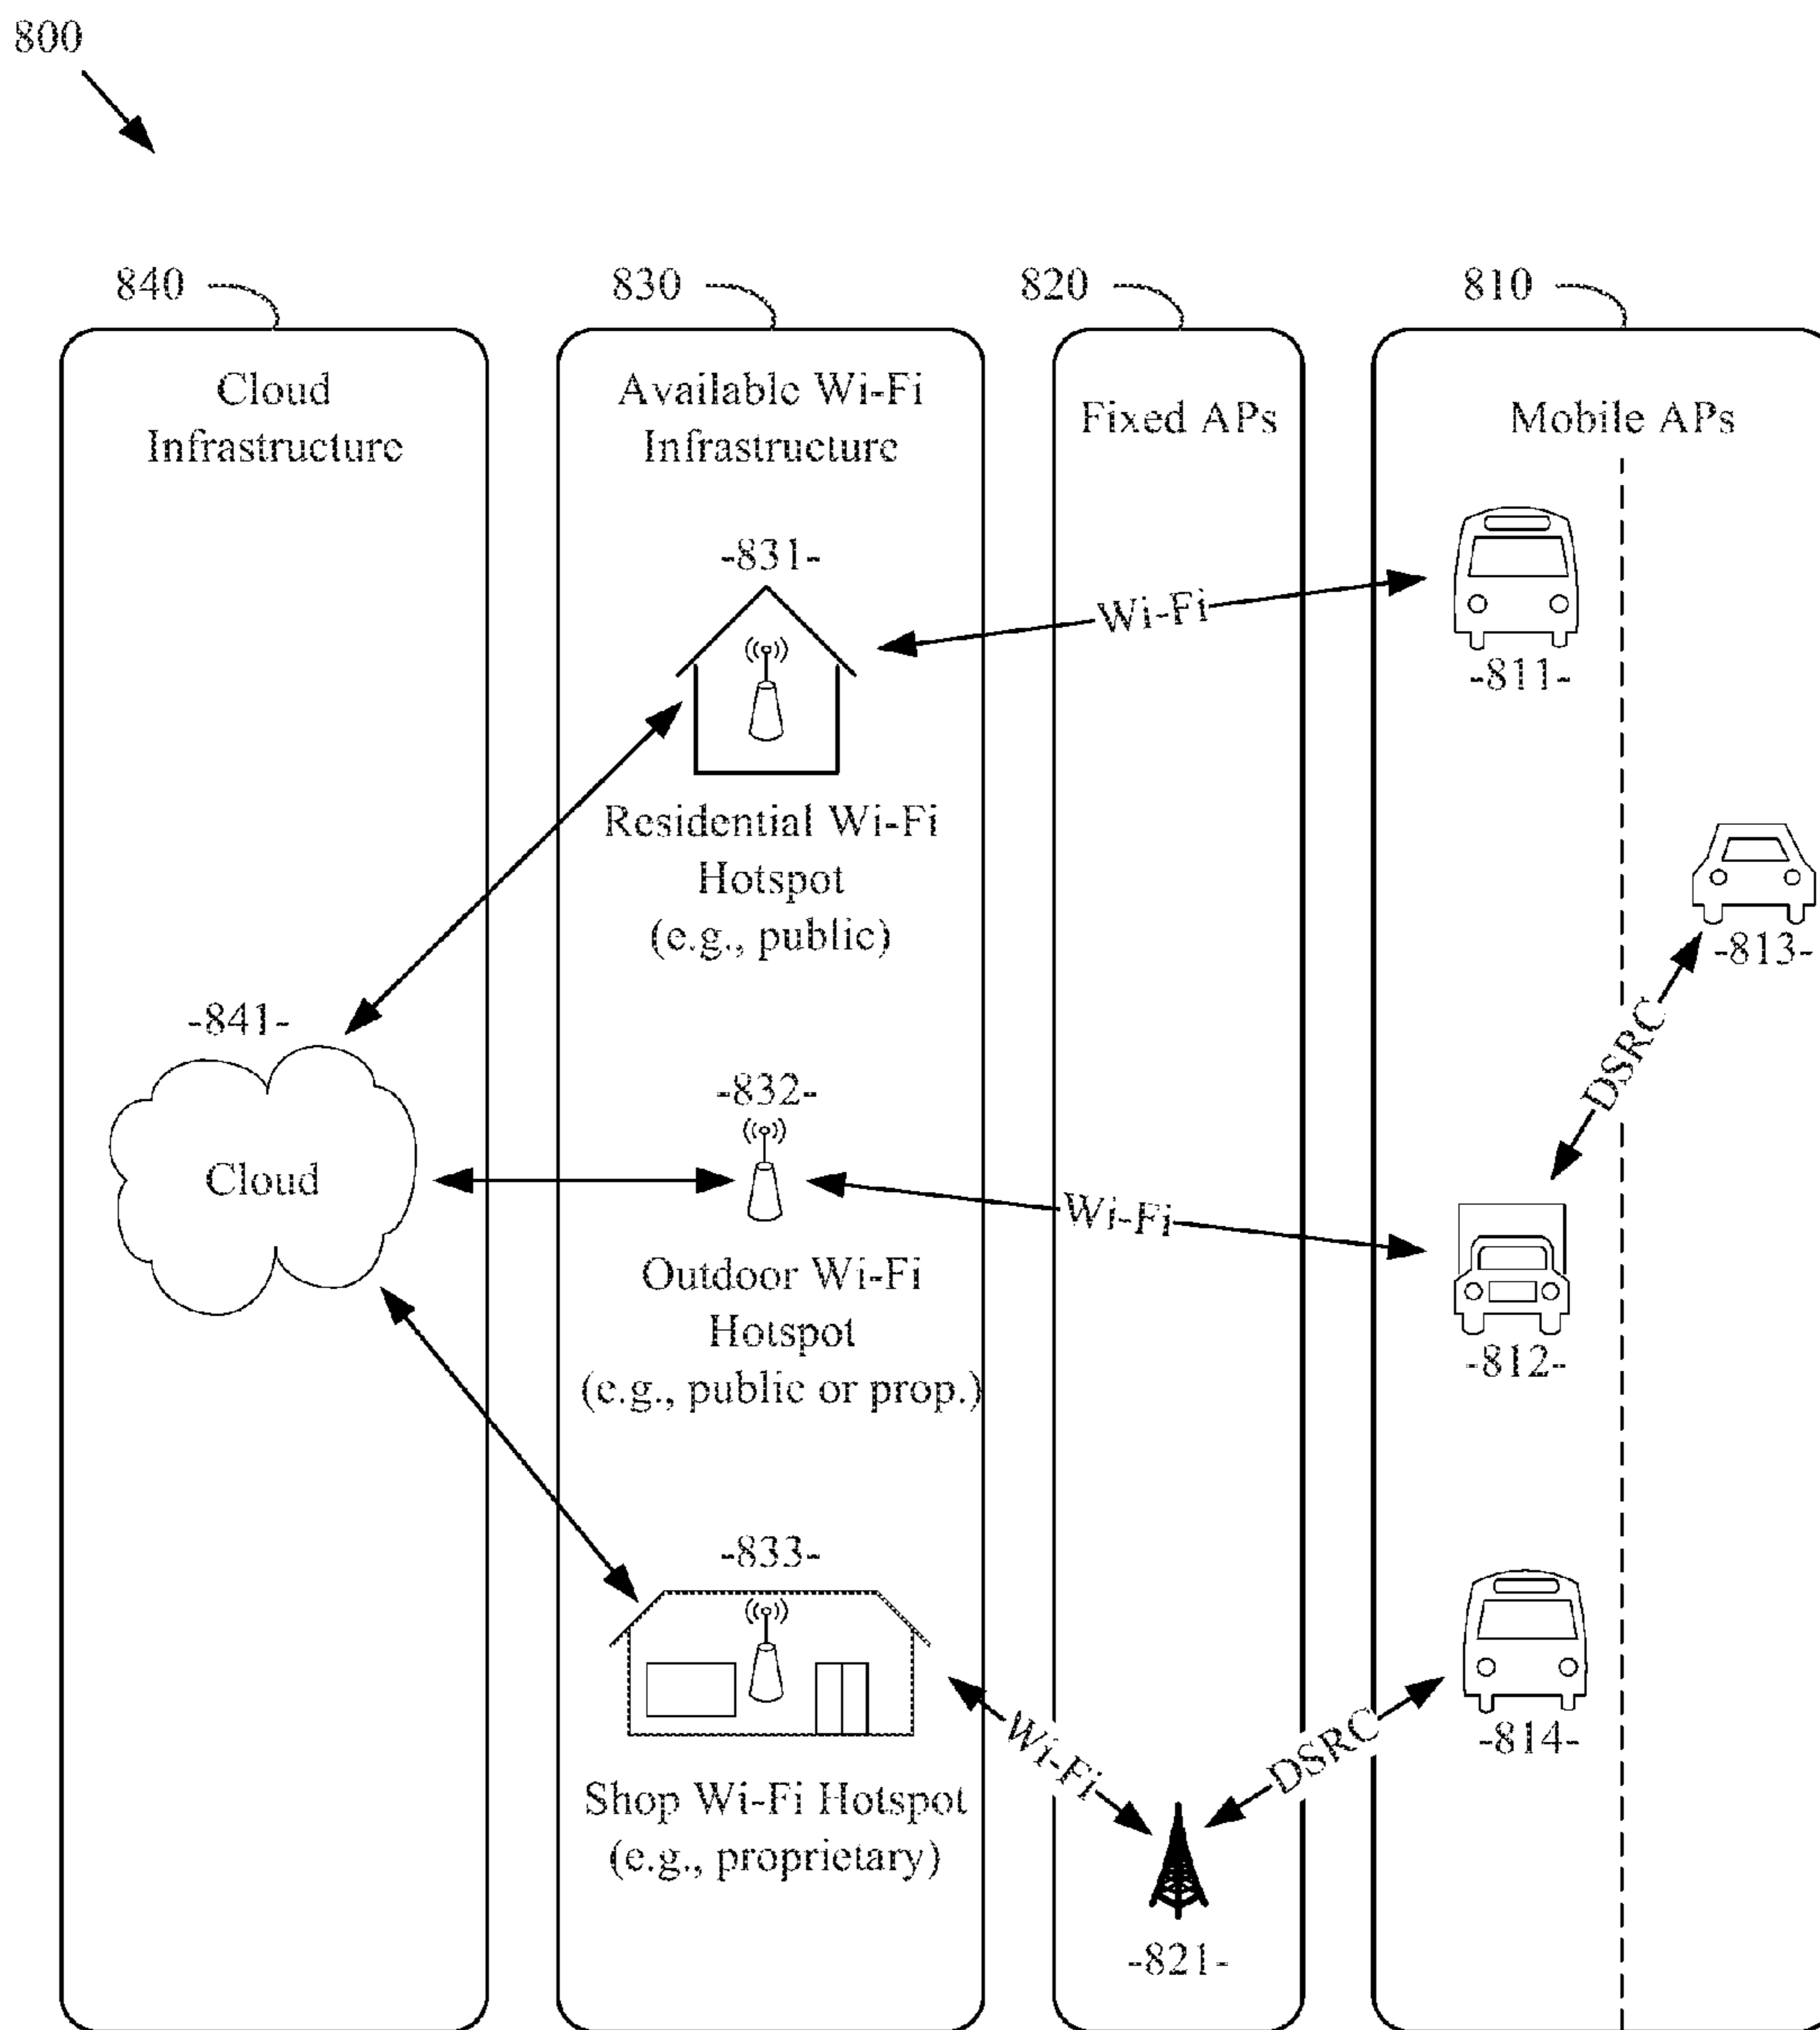 800
840
830
820
810
Cloud
Infrastructure
Available Wi-Fi
Infrastructure
Fixed APs
Mobile APs
-831-
Wi-Fi
-811-
Residential Wi-Fi
Hotspot
(e.g., public)
-813-
DSRC
-841-
Cloud
-832-
Wi-Fi
Outdoor Wi-Fi
Hotspot
(e.g., public or prop.)
-812-
-833-
Wi-Fi
DSRC
-814-
Shop Wi-Fi Hotspot
(e.g., proprietary)
-821-